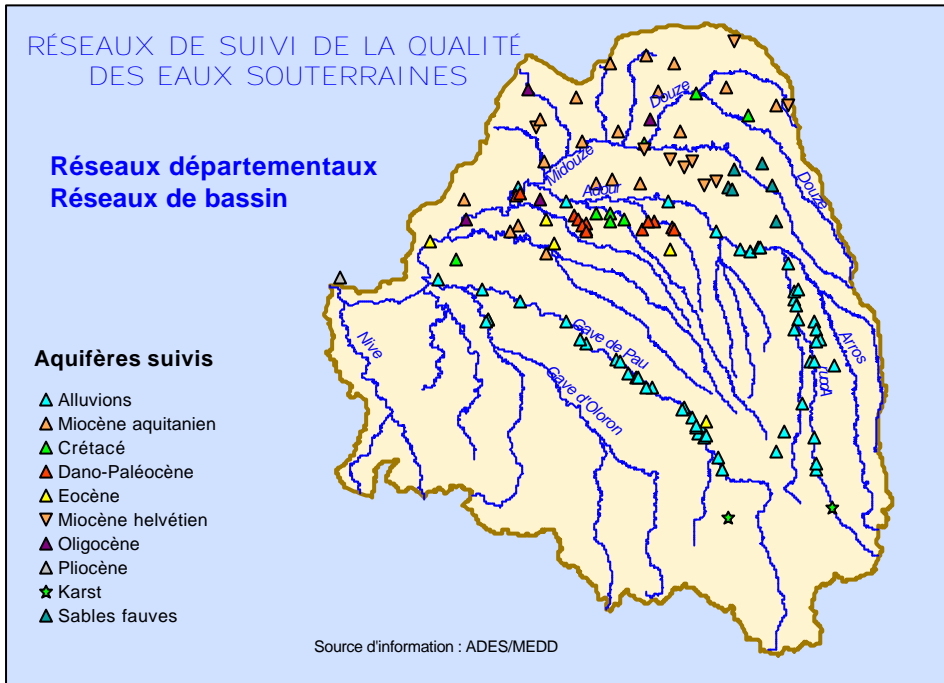 RÉSEAUX DE SUIVI DE LA QUALITÉ
DES EAUX SOUTERRAINES
Réseaux départementaux
Réseaux de bassin
Douze
Midouze
Adour
Douze
Nive
Gave de Pau
Gave d'Oloron
Arros
Aquifères suivis
Alluvions
Miocène aquitanien
Crétacé
Dano-Paléocène
Eocène
Miocène helvétien
Oligocène
Pliocène
Karst
Sables fauves
Source d'information : ADES/MEDD